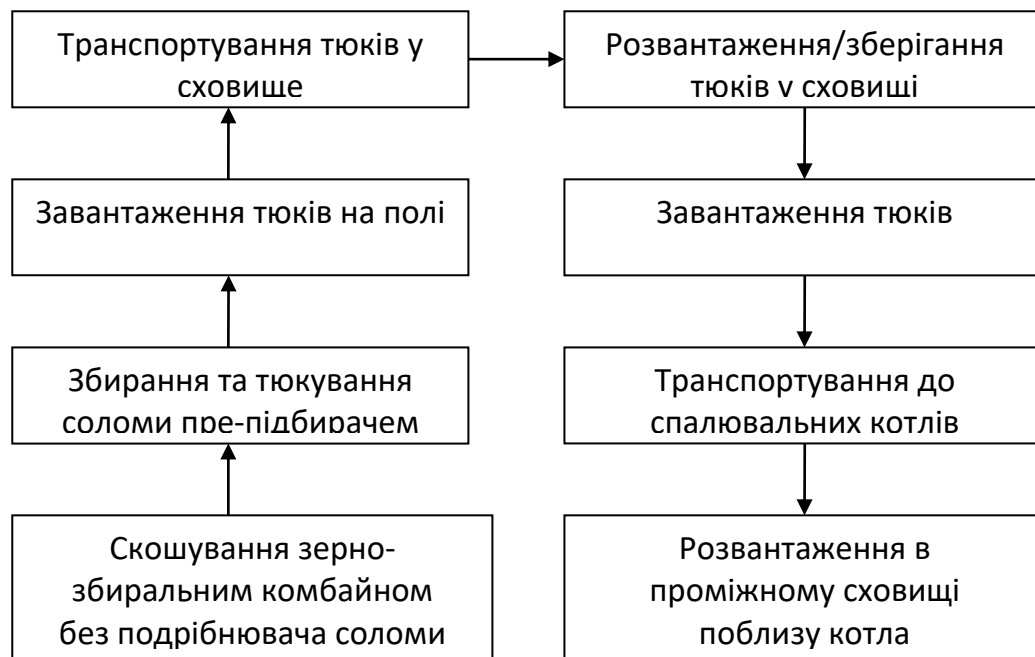 Транспортування тюків у
сховище
Розвантаження/зберігання
тюків у сховищі
Завантаження тюків на полі
Завантаження тюків
Збирання та тюкування
соломи пре-підбирачем
Транспортування до
спалювальних котлів
Скошування зерно-
збиральним комбайном
без подрібнювача соломи
Розвантаження в
проміжному сховищі
поблизу котла